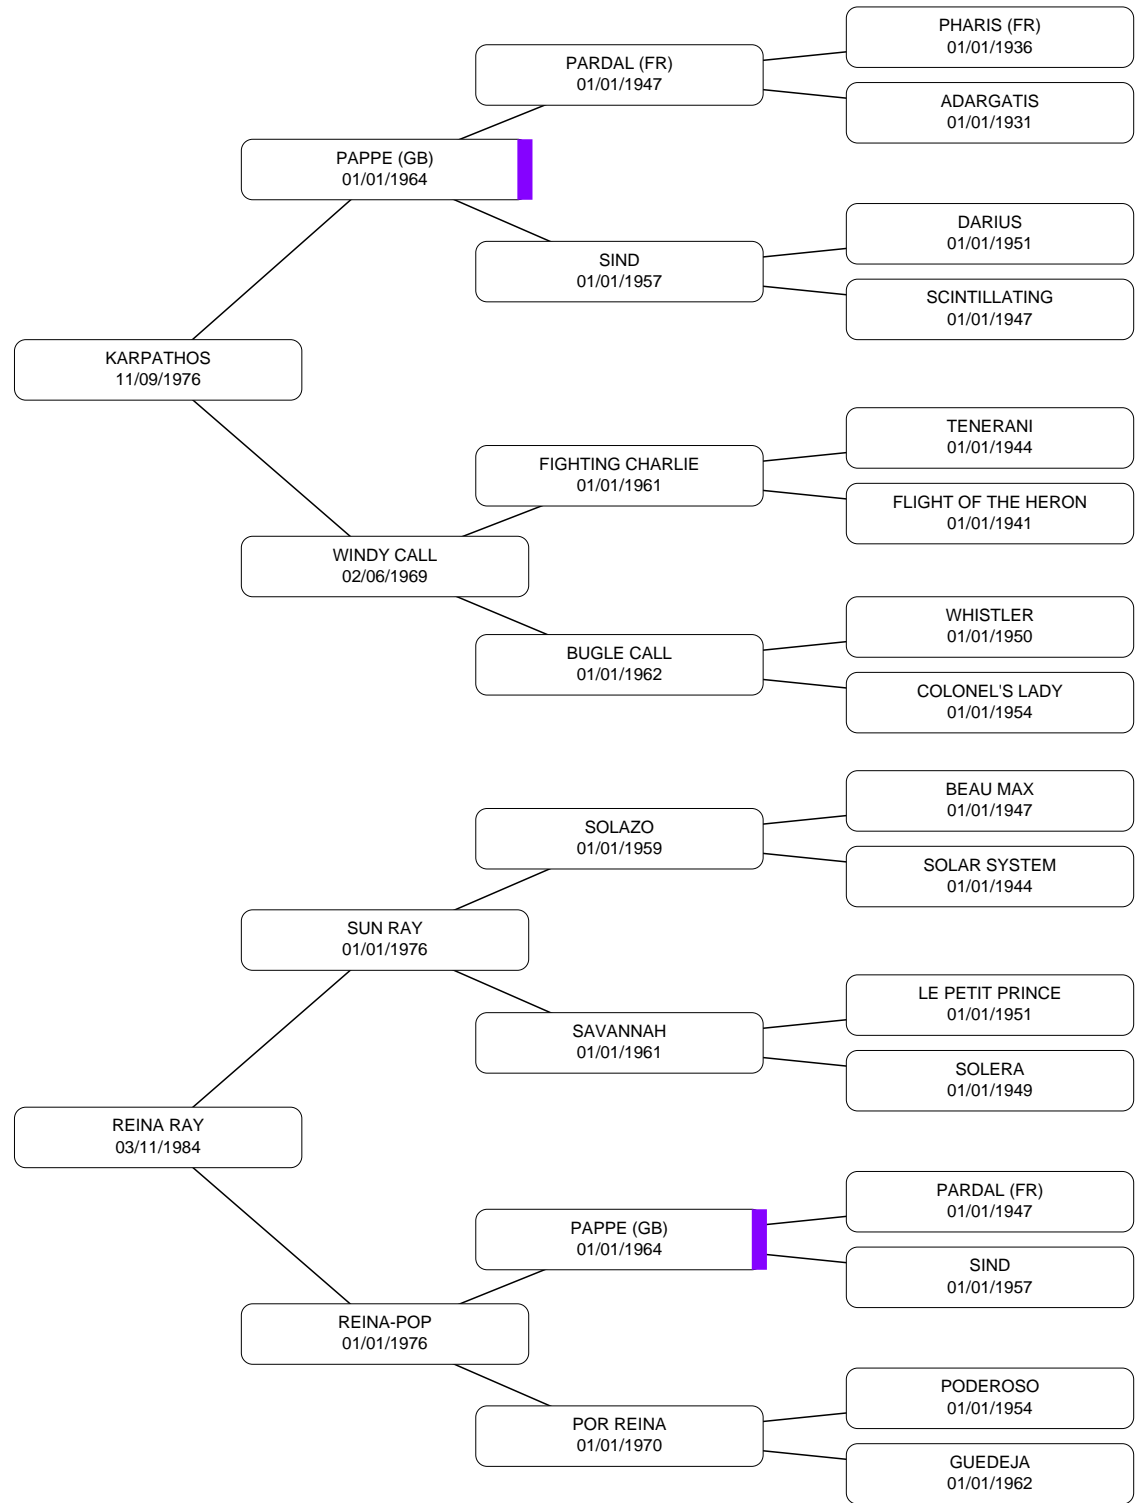 PHARIS (FR)
01/01/1936
PARDAL (FR)
01/01/1947
ADARGATIS
01/01/1931
PAPPE (GB)
01/01/1964
DARIUS
01/01/1951
SIND
01/01/1957
SCINTILLATING
01/01/1947
KARPATHOS
11/09/1976
TENERANI
01/01/1944
FIGHTING CHARLIE
01/01/1961
FLIGHT OF THE HERON
01/01/1941
WINDY CALL
02/06/1969
WHISTLER
01/01/1950
BUGLE CALL
01/01/1962
COLONEL'S LADY
01/01/1954
BEAU MAX
01/01/1947
SOLAZO
01/01/1959
SOLAR SYSTEM
01/01/1944
SUN RAY
01/01/1976
LE PETIT PRINCE
01/01/1951
SAVANNAH
01/01/1961
SOLERA
01/01/1949
REINA RAY
03/11/1984
PARDAL (FR)
01/01/1947
PAPPE (GB)
01/01/1964
SIND
01/01/1957
REINA-POP
01/01/1976
PODEROSO
01/01/1954
POR REINA
01/01/1970
GUEDEJA
01/01/1962